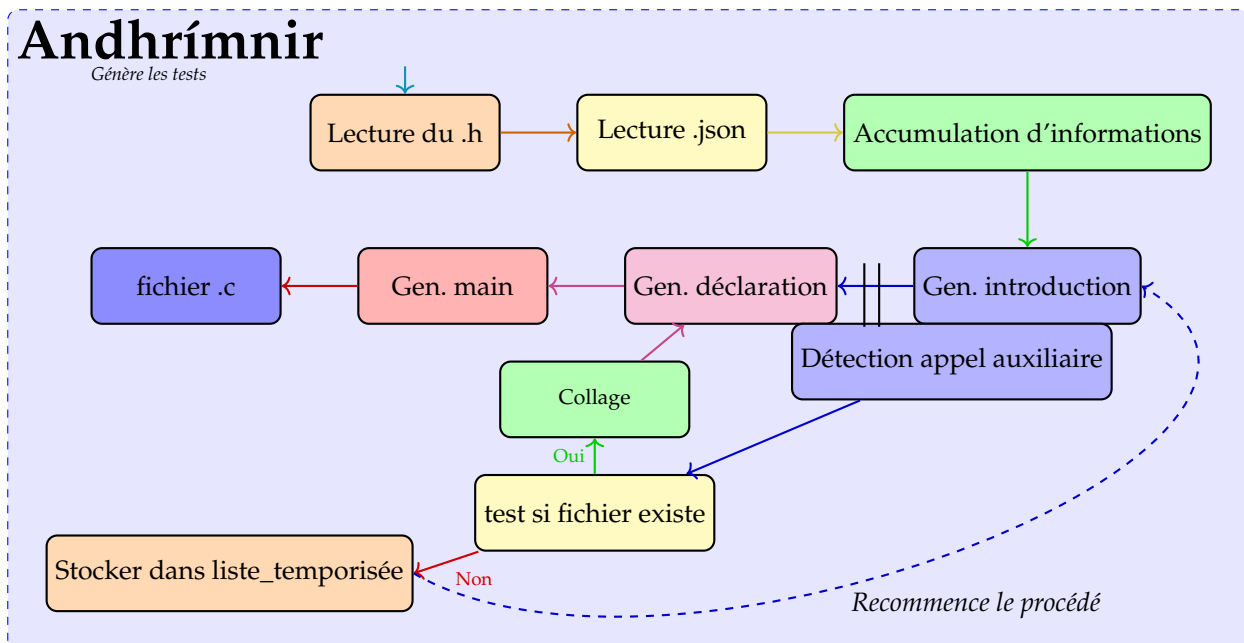 Andhrímnir
Génère les tests
Lecture du .h
Lecture .json
Accumulation d'informations
fichier .c
Gen. main
Gen. déclaration
Gen. introduction
Détection appel auxiliaire
Collage
Oui
test si fichier existe
Stocker dans liste_temporisée
Non
Recommence le procédé